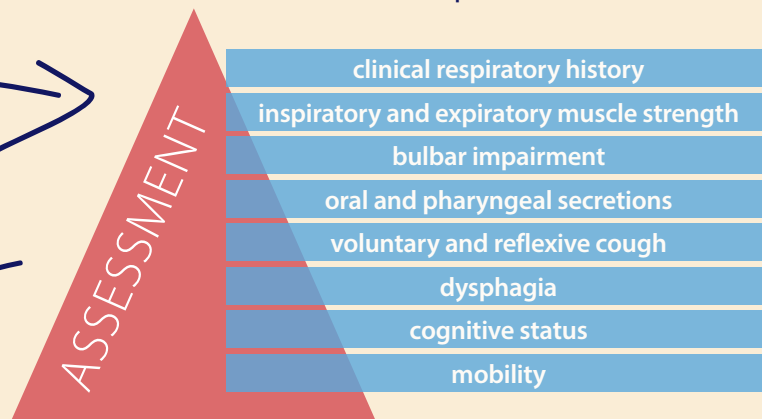 ASSESSMENT
clinical respiratory history
inspiratory and expiratory muscle strength
bulbar impairment
oral and pharyngeal secretions
voluntary and reflexive cough
dysphagia
cognitive status
mobility